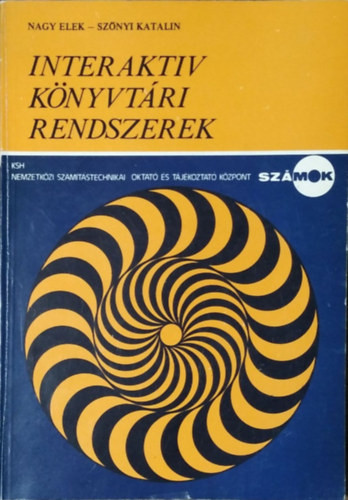 NAGY ELEK – SZŐNYI KATALIN
INTERAKTIV
KÖNYVTÁRI
RENDSZEREK
KSH
NEMZETKÖZI SZÁMITÁSTECHNIKAI OKTATÓ ÉS TÁJÉKOZTATÓ KÖZPONT SZÁMOK